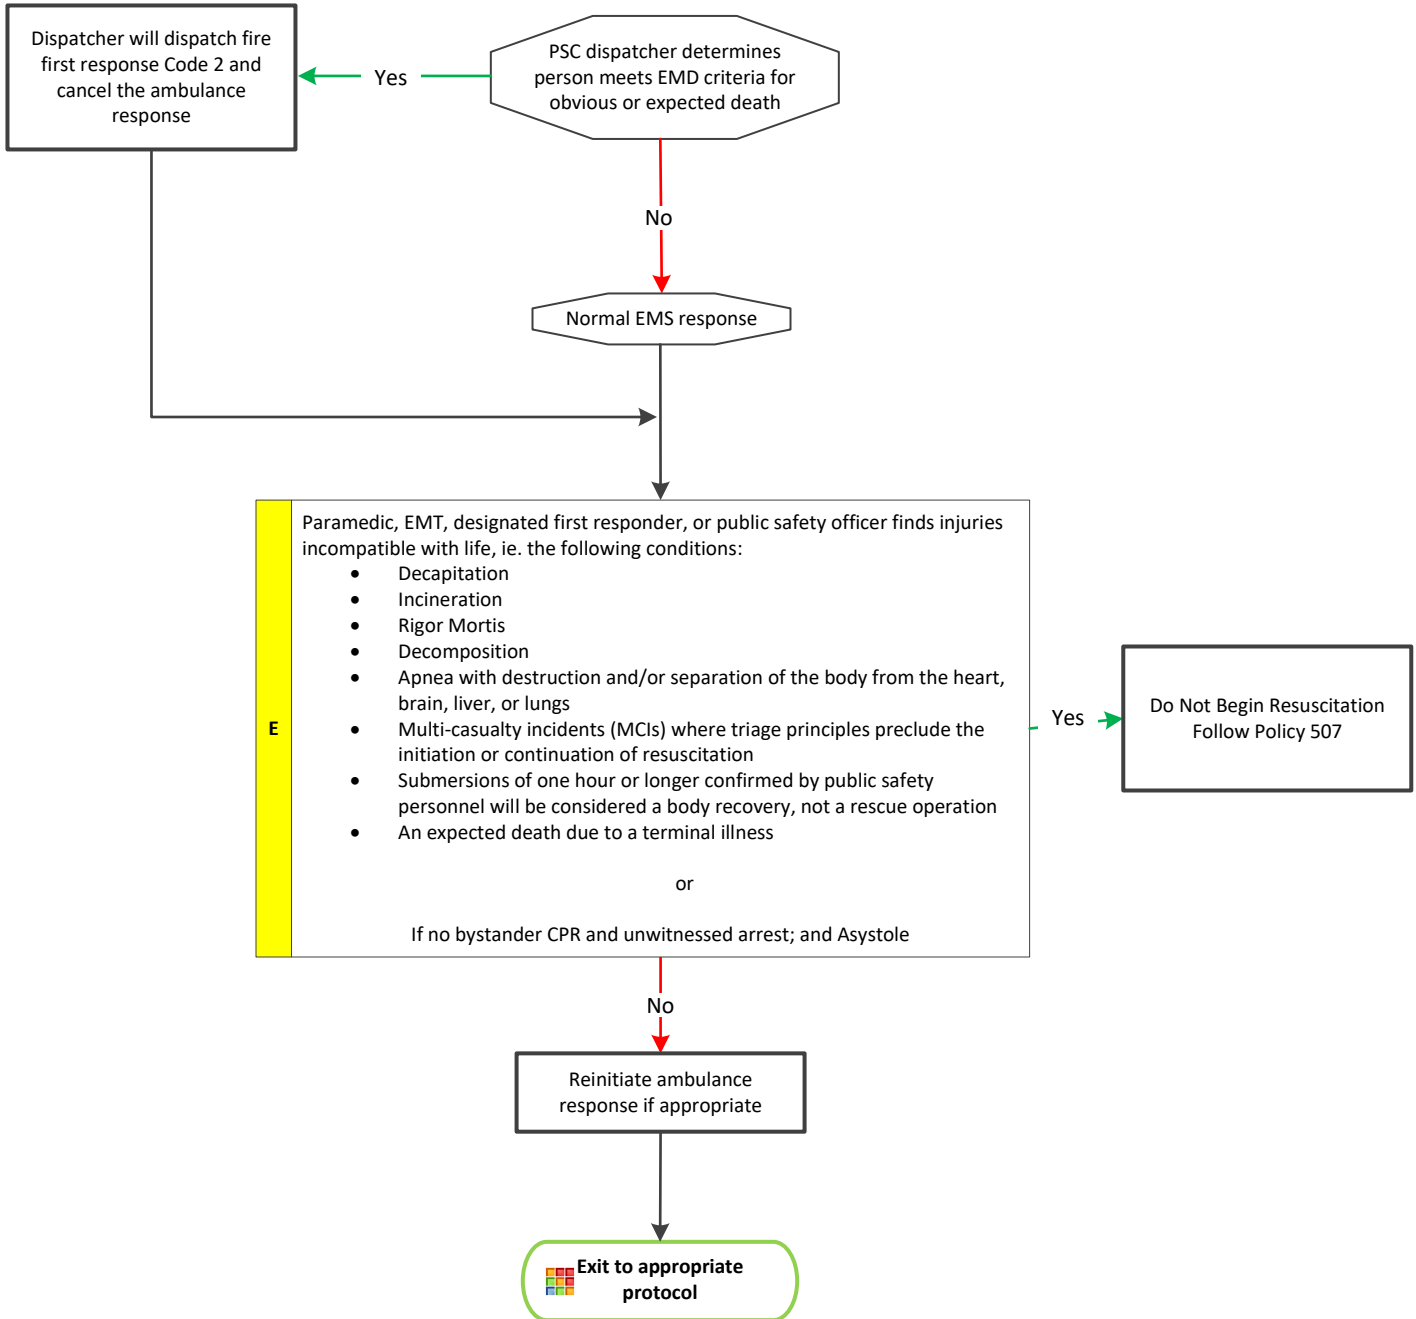 Dispatcher will dispatch fire
first response Code 2 and
cancel the ambulance
response
Yes
PSC dispatcher determines
person meets EMD criteria for
obvious or expected death
No
Normal EMS response
E
Paramedic, EMT, designated first responder, or public safety officer finds injuries
incompatible with life, ie. the following conditions:
• Decapitation
• Incineration
• Rigor Mortis
• Decomposition
• Apnea with destruction and/or separation of the body from the heart,
brain, liver, or lungs
• Multi-casualty incidents (MCIs) where triage principles preclude the
initiation or continuation of resuscitation
• Submersions of one hour or longer confirmed by public safety
personnel will be considered a body recovery, not a rescue operation
• An expected death due to a terminal illness
or
If no bystander CPR and unwitnessed arrest; and Asystole
Yes
Do Not Begin Resuscitation
Follow Policy 507
No
Reinitiate ambulance
response if appropriate
Exit to appropriate
protocol